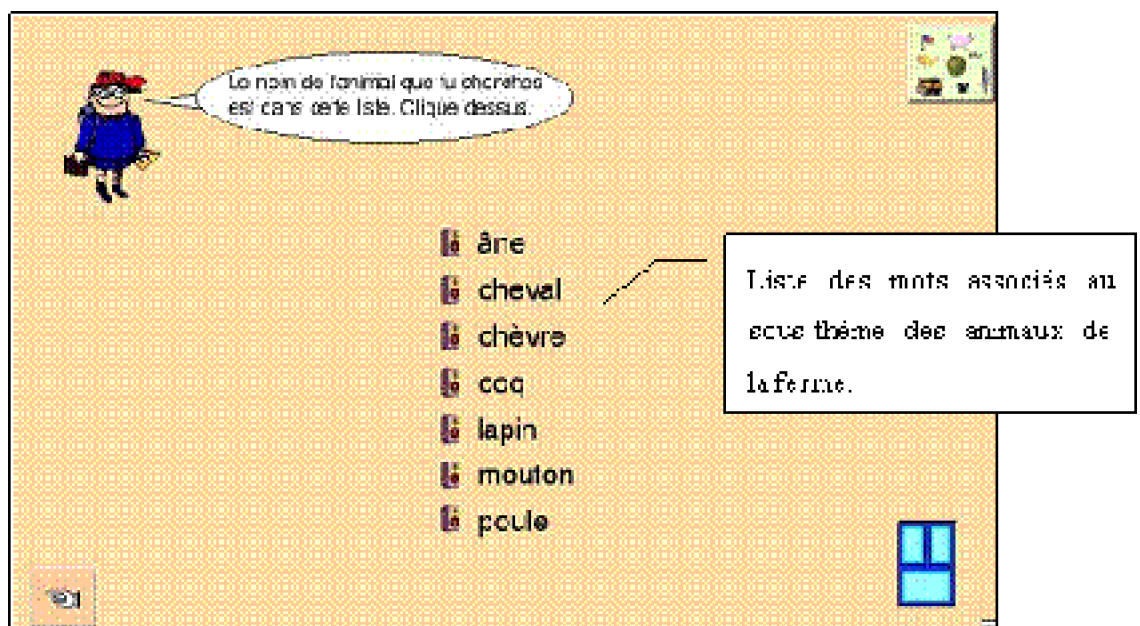 Le nom de l'animal que tu cherches
est dans cette liste. Clique dessus.
âne
cheval
chèvre
coq
lapin
mouton
poule
Liste des mots associés au
sous thème des animaux de
la ferme.